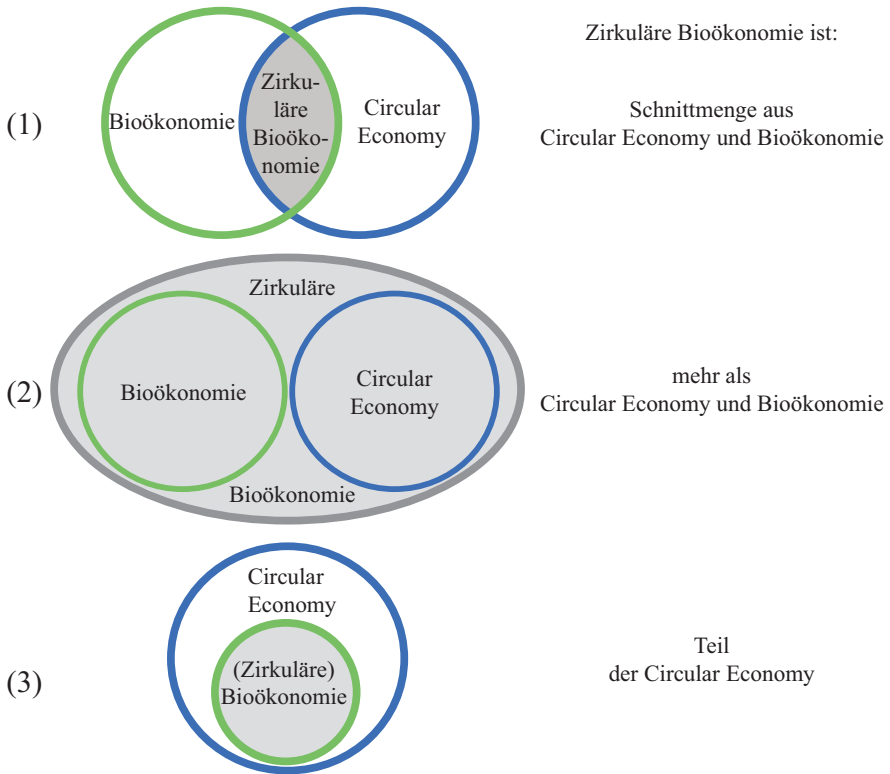 Zirkuläre Bioökonomie ist:
(1)
Bioökonomie
Zirku-
läre
Bioöko-
nomie
Circular
Economy
Schnittmenge aus
Circular Economy und Bioökonomie
(2)
Zirkuläre
Bioökonomie
Circular
Economy
Bioökonomie
mehr als
Circular Economy und Bioökonomie
(3)
Circular
Economy
(Zirkuläre)
Bioökonomie
Teil
der Circular Economy